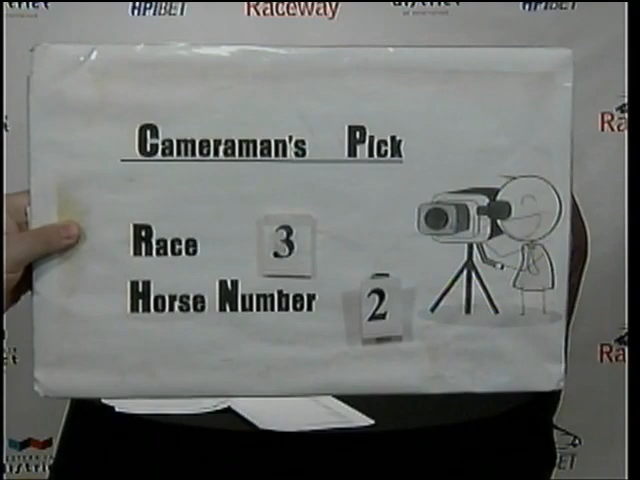 HPIBET
Raceway
HPIBET
Cameraman's Pick
Race 3
Horse Number 2